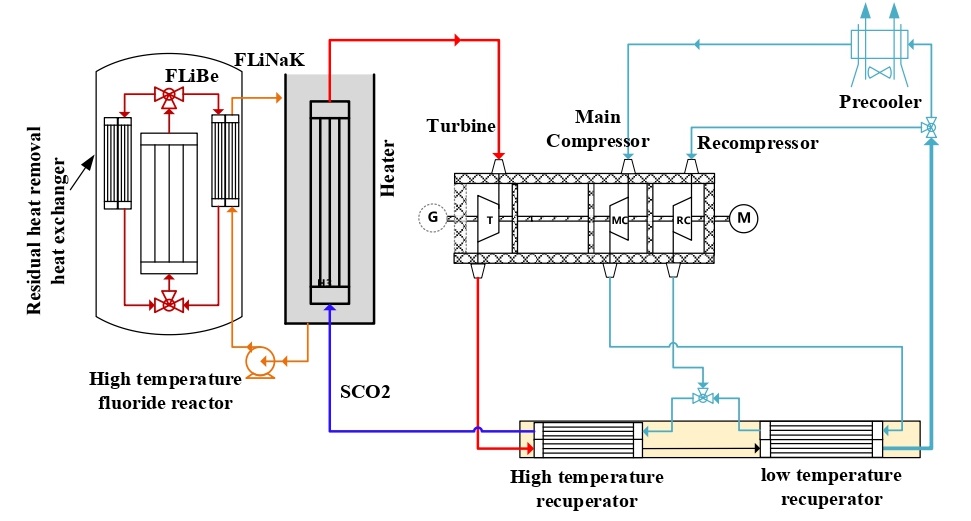 FLiNaK
FLiBe
Residual heat removal
heat exchanger
Heater
H3
High temperature
fluoride reactor
SCO2
Turbine
Main
Compressor
Recompressor
Precooler
G
T
MC
RC
M
High temperature
recuperator
low temperature
recuperator